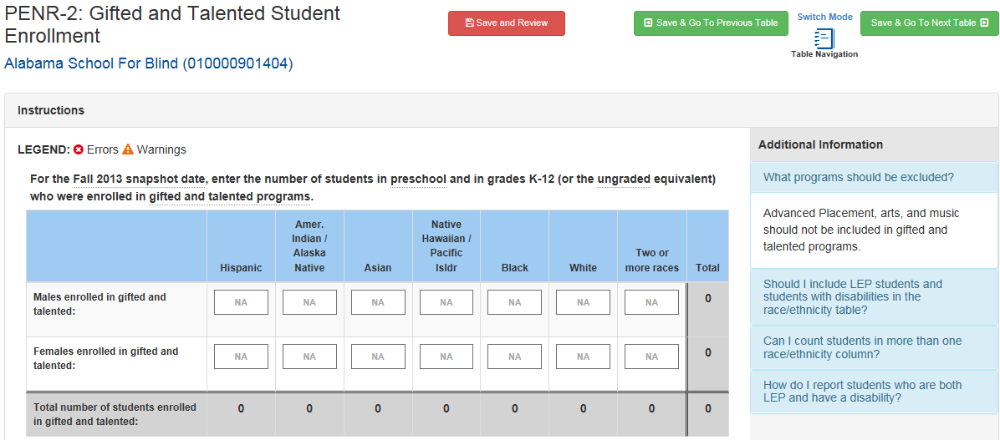 PENR-2: Gifted and Talented Student
Enrollment
Alabama School For Blind (010000901404)
Save and Review
Save & Go To Previous Table
Switch Mode
Table Navigation
Save & Go To Next Table
Instructions
LEGEND: Errors Warnings
For the Fall 2013 snapshot date, enter the number of students in preschool and in grades K-12 (or the ungraded equivalent)
who were enrolled in gifted and talented programs.
Hispanic
Amer.
Indian /
Alaska
Native
Asian
Native
Hawaiian /
Pacific
Isldr
Black
White
Two or
more races
Total
Males enrolled in gifted and
talented:
NA NA NA NA NA NA NA 0
Females enrolled in gifted and
talented:
NA NA NA NA NA NA NA 0
Total number of students enrolled
in gifted and talented:
0 0 0 0 0 0 0 0
Additional Information
What programs should be excluded?
Advanced Placement, arts, and music
should not be included in gifted and
talented programs.
Should I include LEP students and
students with disabilities in the
race/ethnicity table?
Can I count students in more than one
race/ethnicity column?
How do I report students who are both
LEP and have a disability?